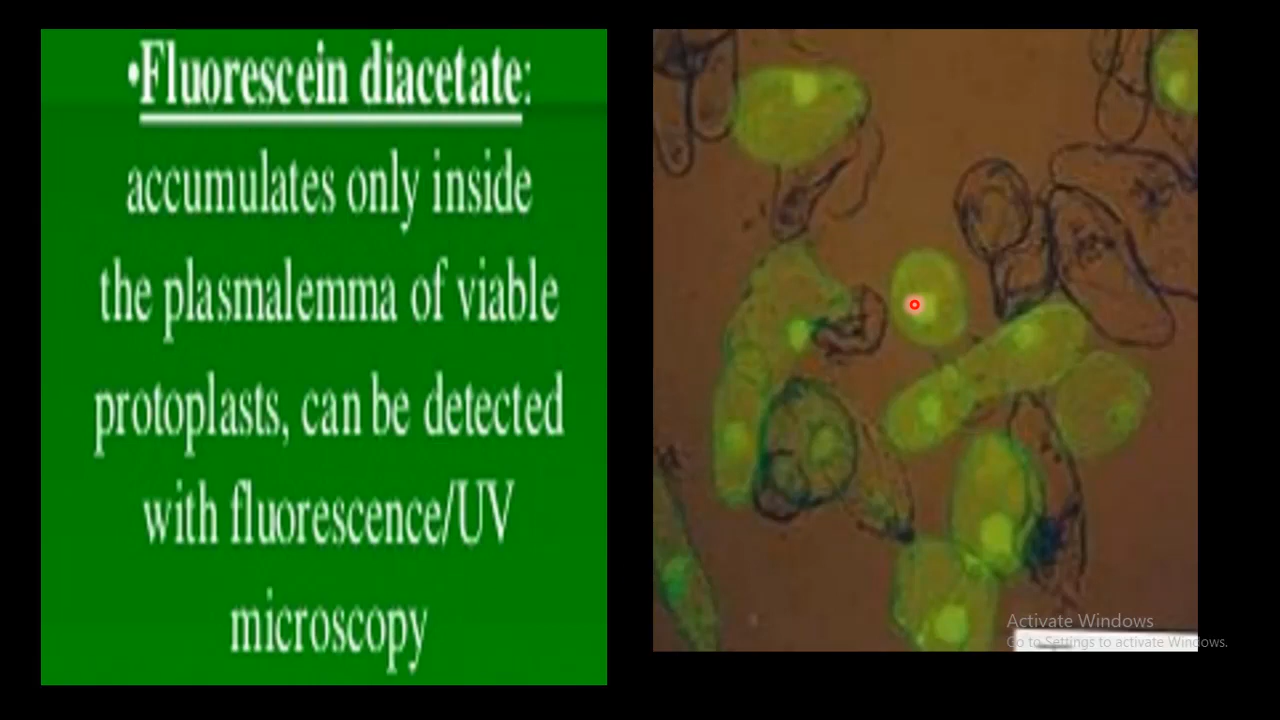 •Fluorescein diacetate:
accumulates only inside
the plasmalemma of viable
protoplasts, can be detected
with fluorescence/UV
microscopy
Activate Windows
Go to Settings to activate Windows.